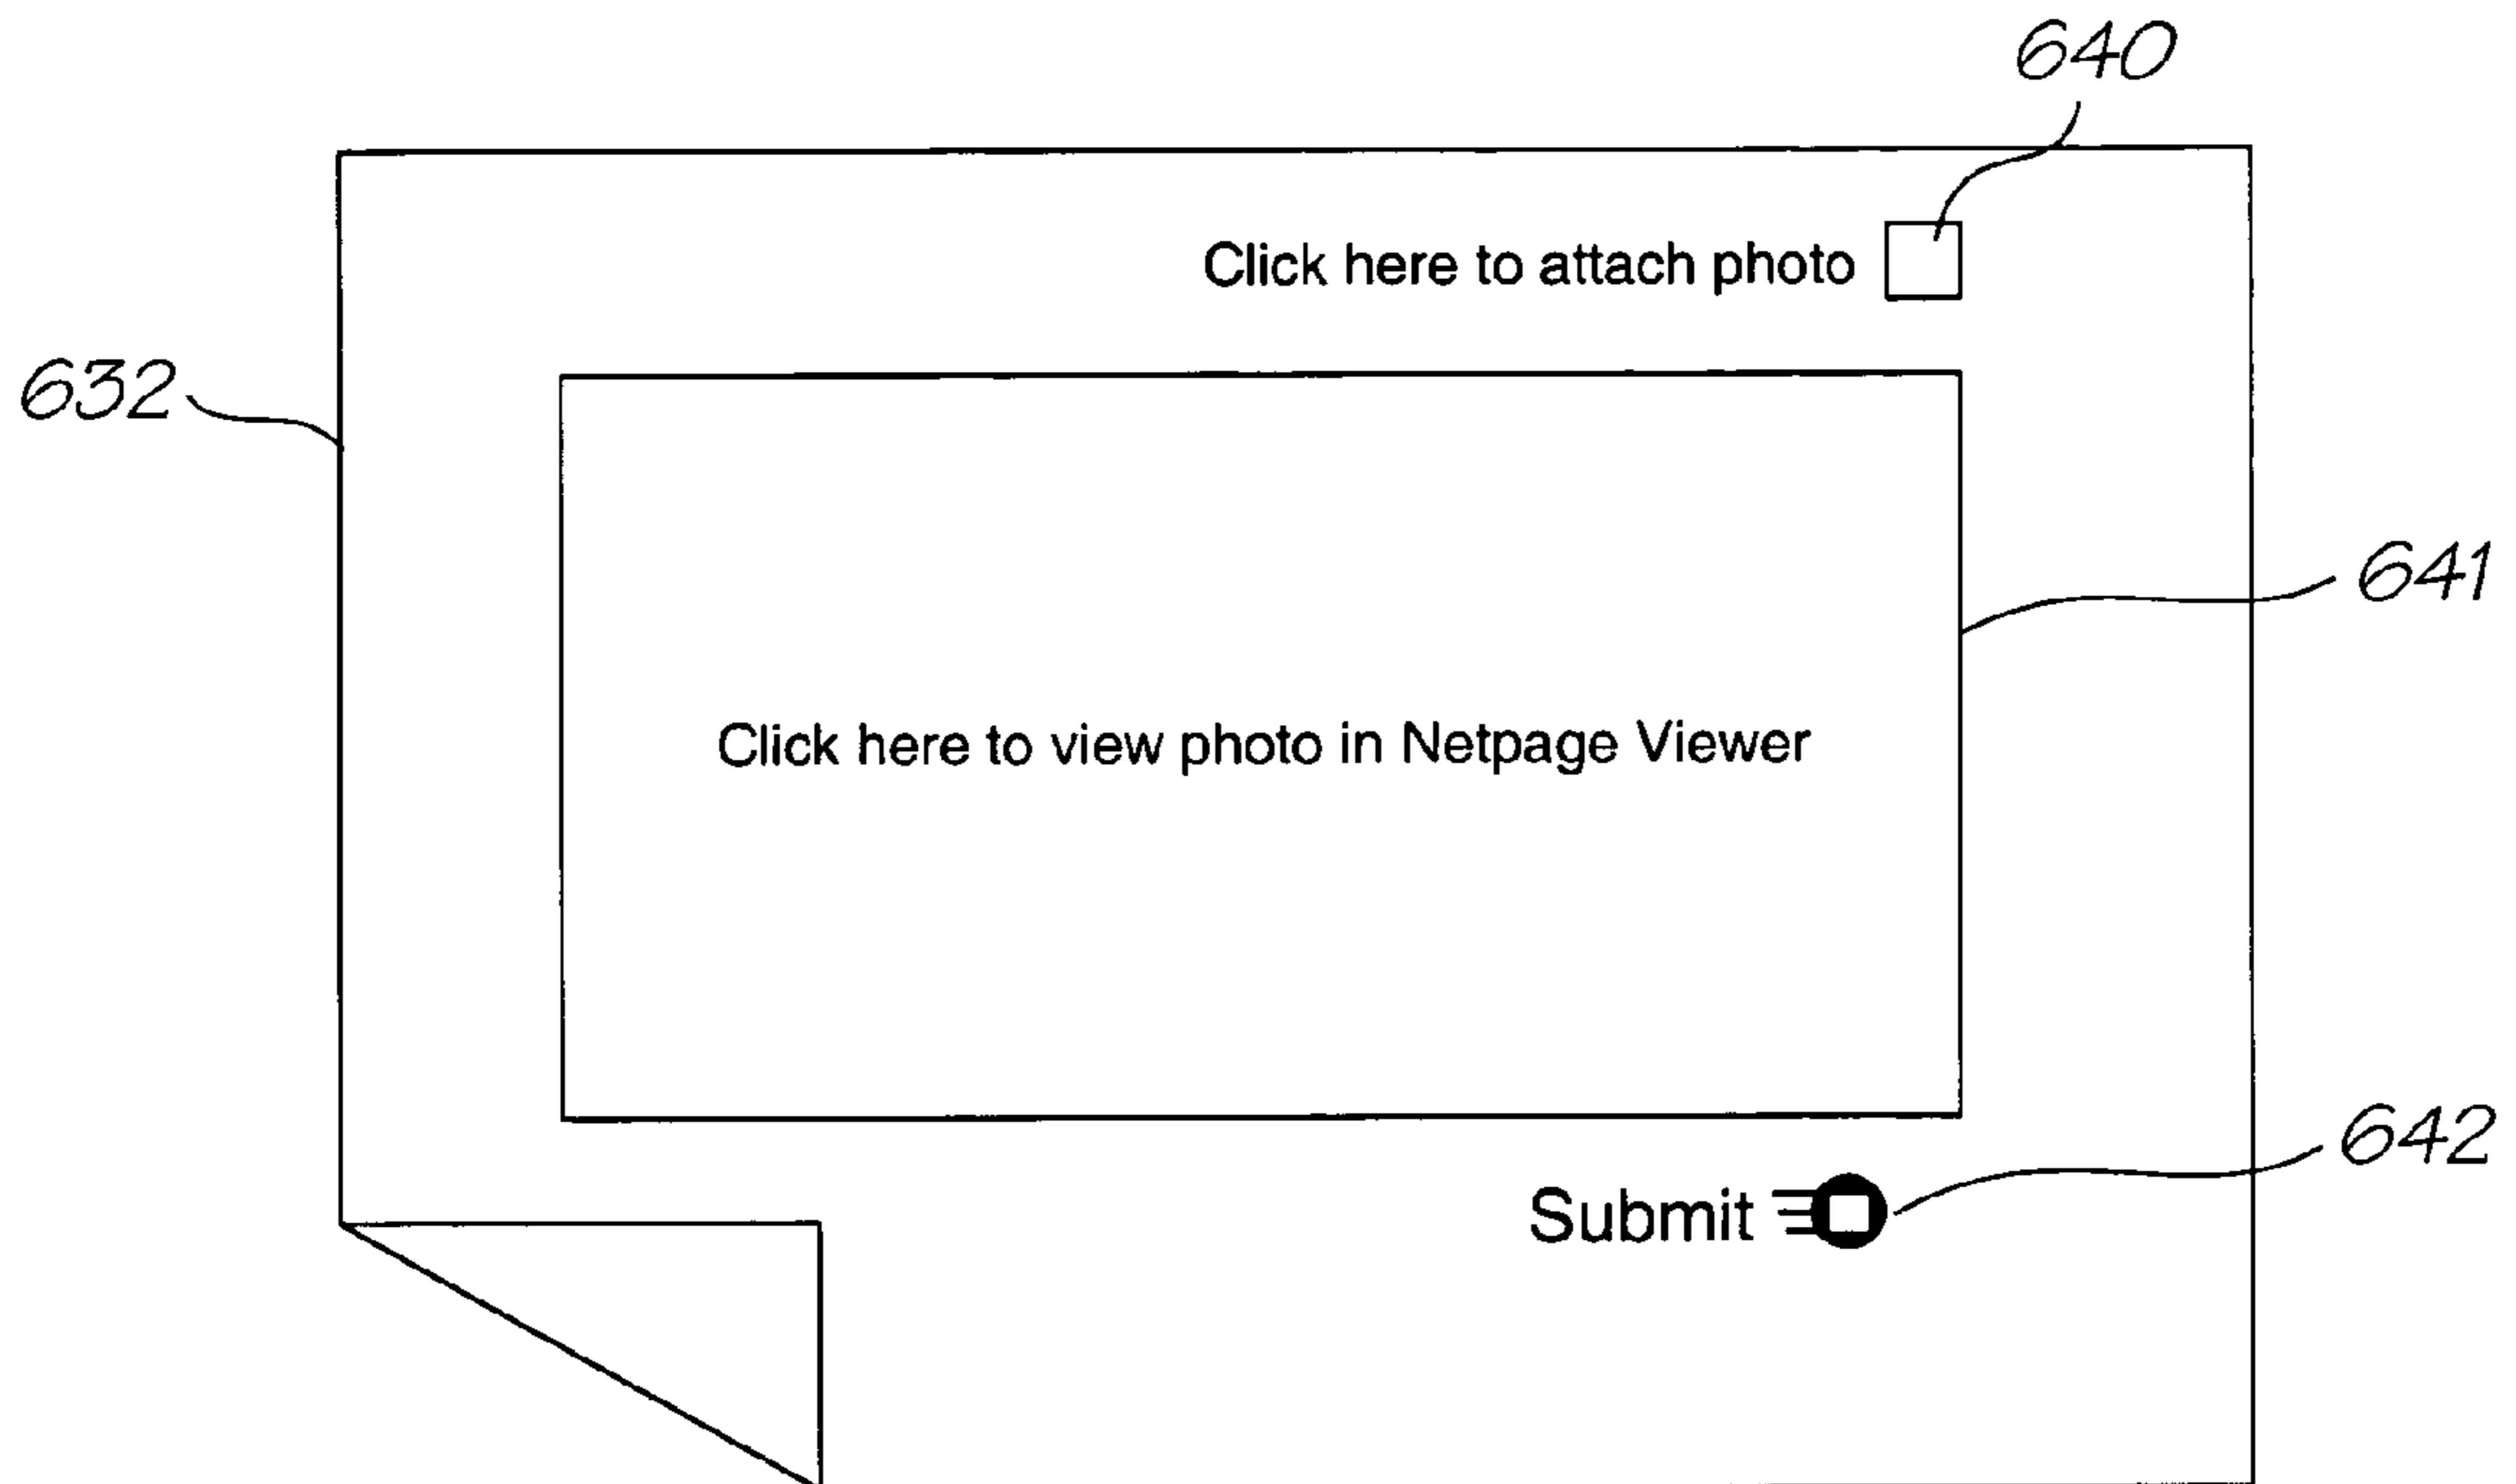 640
Click here to attach photo
632
641
Click here to view photo in Netpage Viewer
642
Submit